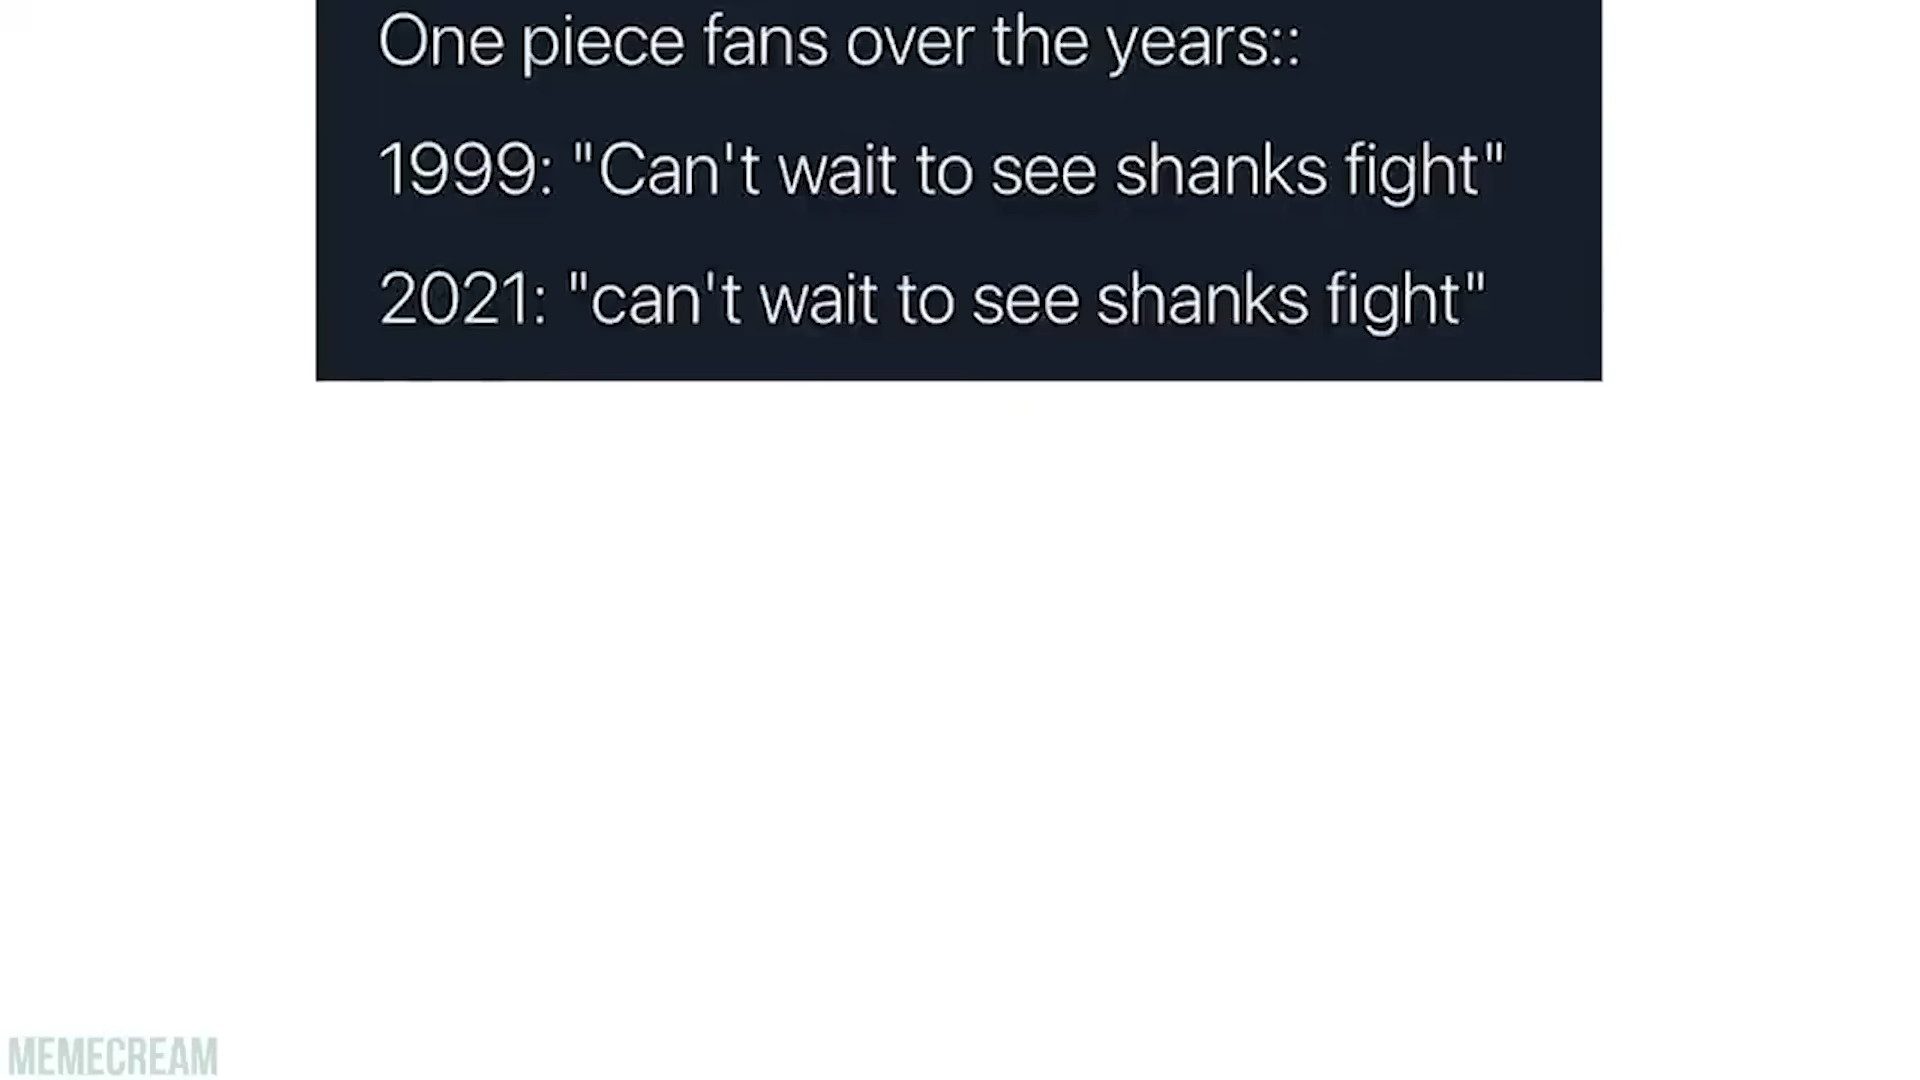 One piece fans over the years::
1999: "Can't wait to see shanks fight"
2021: "can't wait to see shanks fight"
MEMECREAM